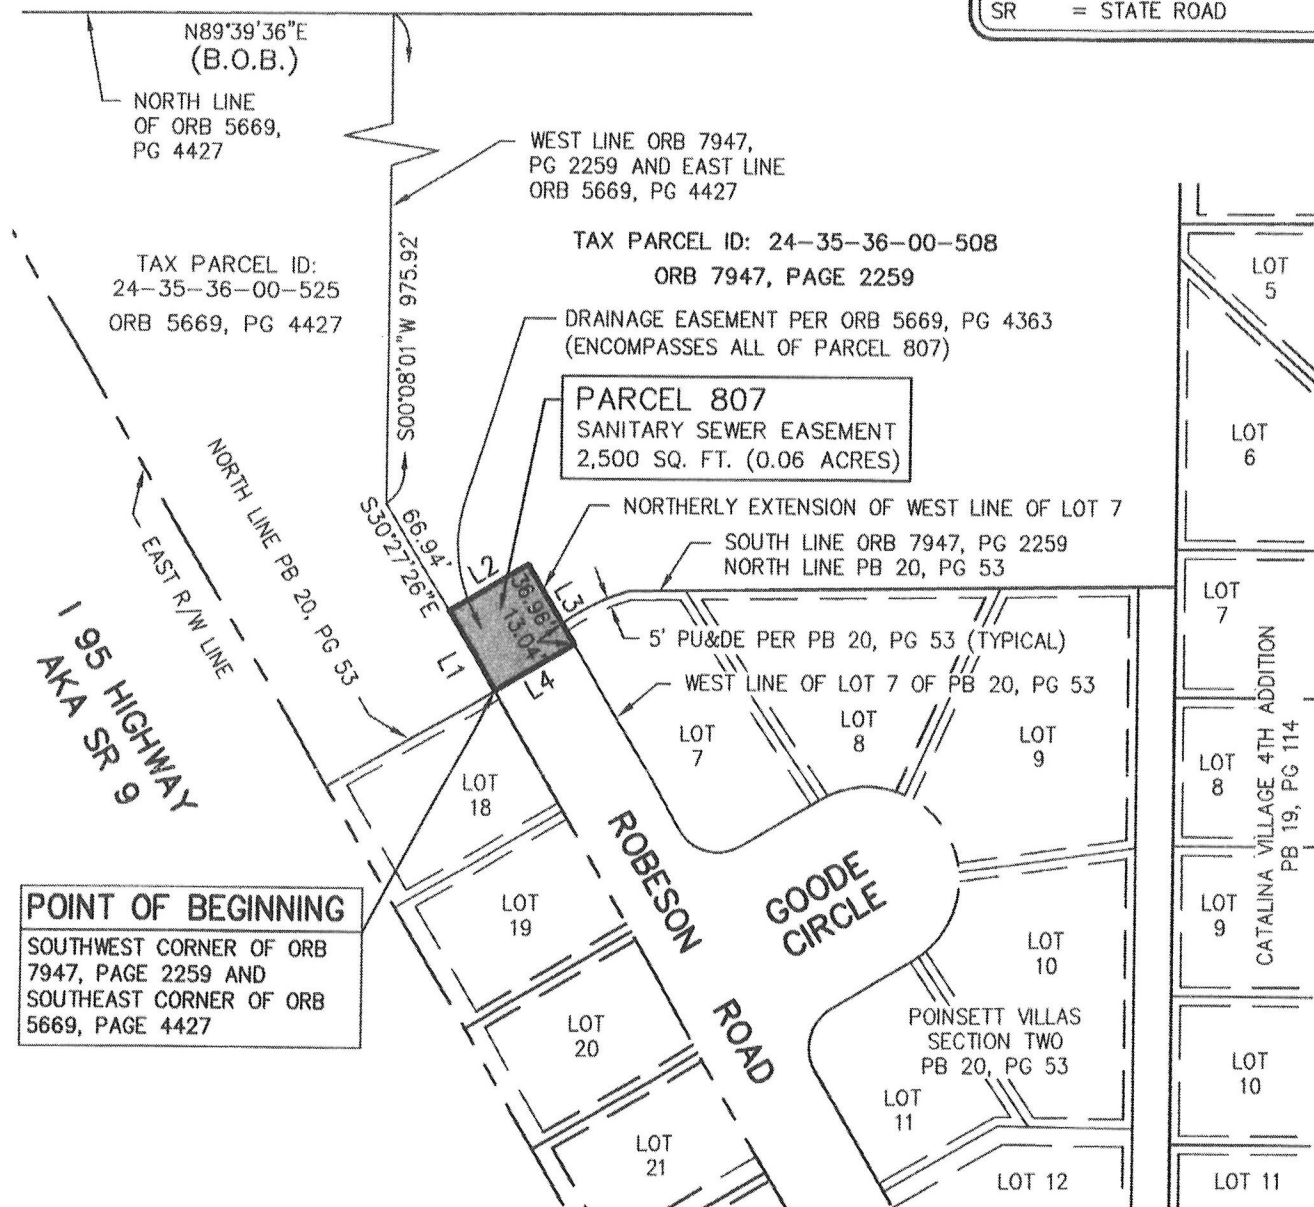 SR = STATE ROAD
N89°39'36"E
(B.O.B.)
NORTH LINE
OF ORB 5669,
PG 4427
WEST LINE ORB 7947,
PG 2259 AND EAST LINE
ORB 5669, PG 4427
TAX PARCEL ID:
24-35-36-00-525
ORB 5669, PG 4427
S00°08'01"W 975.92'
TAX PARCEL ID: 24-35-36-00-508
ORB 7947, PAGE 2259
DRAINAGE EASEMENT PER ORB 5669, PG 4363
(ENCOMPASSES ALL OF PARCEL 807)
PARCEL 807
SANITARY SEWER EASEMENT
2,500 SQ. FT. (0.06 ACRES)
NORTHERLY EXTENSION OF WEST LINE OF LOT 7
SOUTH LINE ORB 7947, PG 2259
NORTH LINE PB 20, PG 53
66.94'
S30°27'26"E
L2
36.96'
L3
13.04'
L1
L4
NORTH LINE PB 20, PG 53
EAST R/W LINE
I 95 HIGHWAY
AKA SR 9
5' PU&DE PER PB 20, PG 53 (TYPICAL)
WEST LINE OF LOT 7 OF PB 20, PG 53
LOT
7
LOT
8
LOT
9
LOT
18
LOT
19
LOT
20
LOT
21
ROBESON
ROAD
GOODE
CIRCLE
LOT
10
POINSETT VILLAS
SECTION TWO
PB 20, PG 53
LOT
11
LOT 12
POINT OF BEGINNING
SOUTHWEST CORNER OF ORB
7947, PAGE 2259 AND
SOUTHEAST CORNER OF ORB
5669, PAGE 4427
LOT
5
LOT
6
LOT
7
LOT
8
LOT
9
LOT
10
LOT 11
CATALINA VILLAGE 4TH ADDITION
PB 19, PG 114